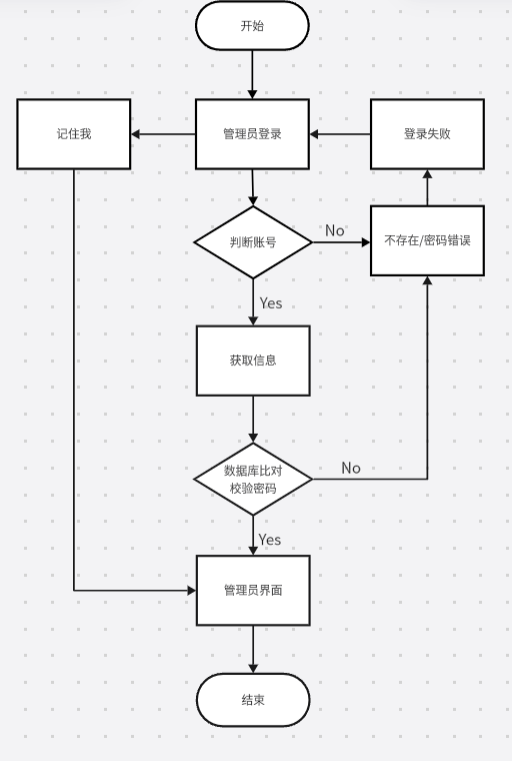 开始
记住我
管理员登录
登录失败
判断账号
No
不存在/密码错误
Yes
获取信息
数据库比对
校验密码
No
Yes
管理员界面
结束